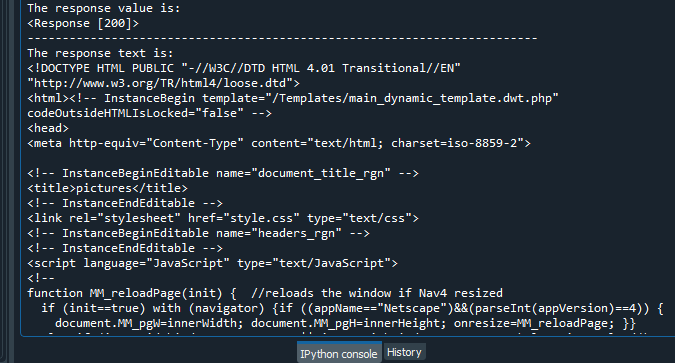 The response value is:
<Response [200]>
-------------------------------------------------------------------------
The response text is:
<!DOCTYPE HTML PUBLIC "-//W3C//DTD HTML 4.01 Transitional//EN"
"http://www.w3.org/TR/html4/loose.dtd">
<html><!-- InstanceBegin template="/Templates/main_dynamic_template.dwt.php"
codeOutsideHTMLIsLocked="false" -->
<head>
<meta http-equiv="Content-Type" content="text/html; charset=iso-8859-2">

<!-- InstanceBeginEditable name="document_title_rgn" -->
<title>pictures</title>
<!-- InstanceEndEditable -->
<link rel="stylesheet" href="style.css" type="text/css">
<!-- InstanceBeginEditable name="headers_rgn" -->
<!-- InstanceEndEditable -->
<script language="JavaScript" type="text/JavaScript">
<!--
function MM_reloadPage(init) {  //reloads the window if Nav4 resized
  if (init==true) with (navigator) {if ((appName=="Netscape")&&(parseInt(appVersion)==4)) {
    document.MM_pgW=innerWidth; document.MM_pgH=innerHeight; onresize=MM_reloadPage; }}
IPython console History